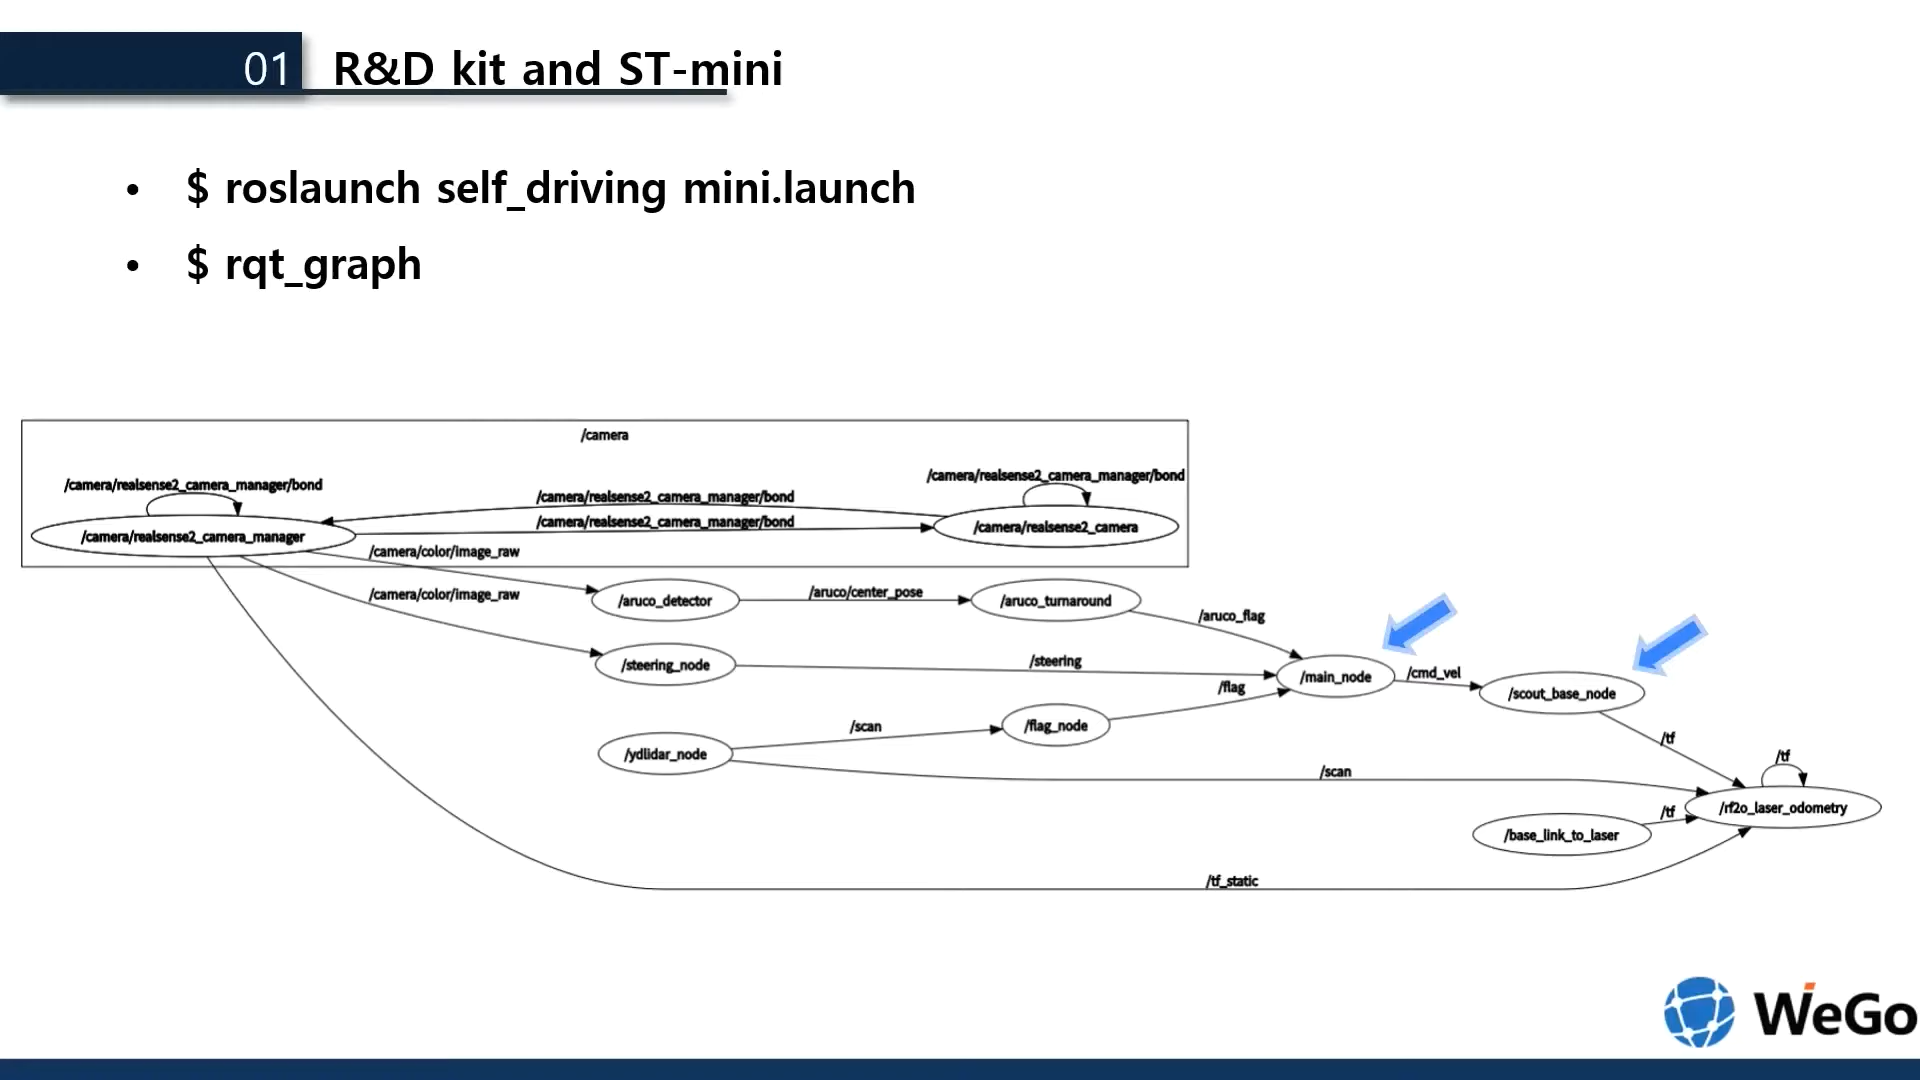 01 R&D kit and ST-mini
• $ roslaunch self_driving mini.launch
• $ rqt_graph
/camera
/camera/realsense2_camera_manager/bond
/camera/realsense2_camera_manager/bond
/camera/realsense2_camera_manager/bond
/camera/realsense2_camera_manager/bond
/camera/realsense2_camera_manager
/camera/realsense2_camera
/camera/color/image_raw
/camera/color/image_raw
/aruco_detector
/aruco/center_pose
/aruco_turnaround
/aruco_flag
/steering_node
/steering
/main_node
/cmd_vel
/scout_base_node
/flag
/scan
/flag_node
/ydlidar_node
/tf
/tf
/scan
/rf2o_laser_odometry
/tf
/base_link_to_laser
/tf_static
WeGo